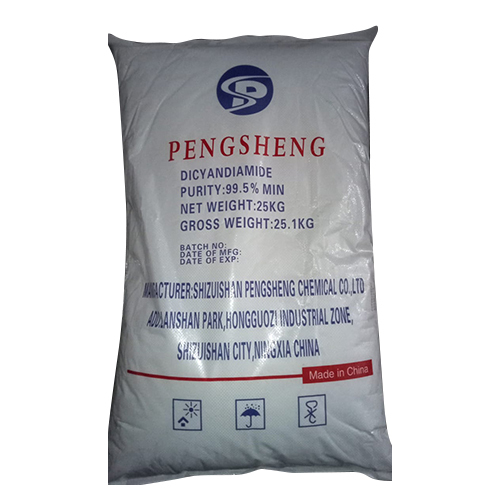 PENGSHENG
DICYANDIAMIDE
PURITY:99.5% MIN
NET WEIGHT:25KG
GROSS WEIGHT:25.1KG
BATCH NO:
DATE OF MFG:
DATE OF EXP:
SHIZUISHAN PENGSHENG CHEMICAL CO.,LTD
PARK,HONGGUOZI INDUSTRIAL ZONE,
SHIZUISHAN CITY,NINGXIA CHINA
Made in China